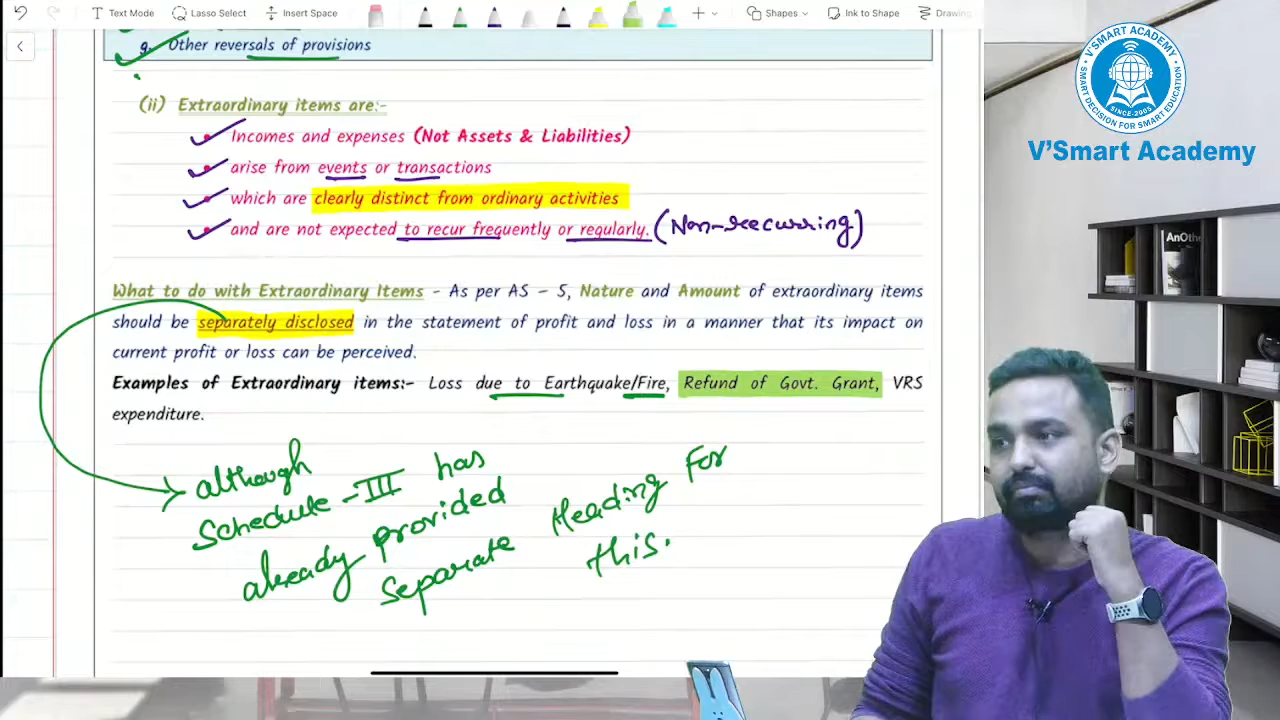 Text Mode
Lasso Select
Insert Space
Shapes
Ink to Shape
Drawing
g. Other reversals of provisions
(ii) Extraordinary items are:-
Incomes and expenses (Not Assets & Liabilities)
arise from events or transactions
which are clearly distinct from ordinary activities
and are not expected to recur frequently or regularly. (Non-recurring)
What to do with Extraordinary Items - As per AS – 5, Nature and Amount of extraordinary items
should be separately disclosed in the statement of profit and loss in a manner that its impact on
current profit or loss can be perceived.
Examples of Extraordinary items:- Loss due to Earthquake/Fire, Refund of Govt. Grant, VRS
expenditure.
although
Schedule -III has
already provided
separate Heading for
this.
V'SMART ACADEMY
SINCE-2005
SMART DECISION FOR SMART EDUCATION
V'Smart Academy
AnOthe